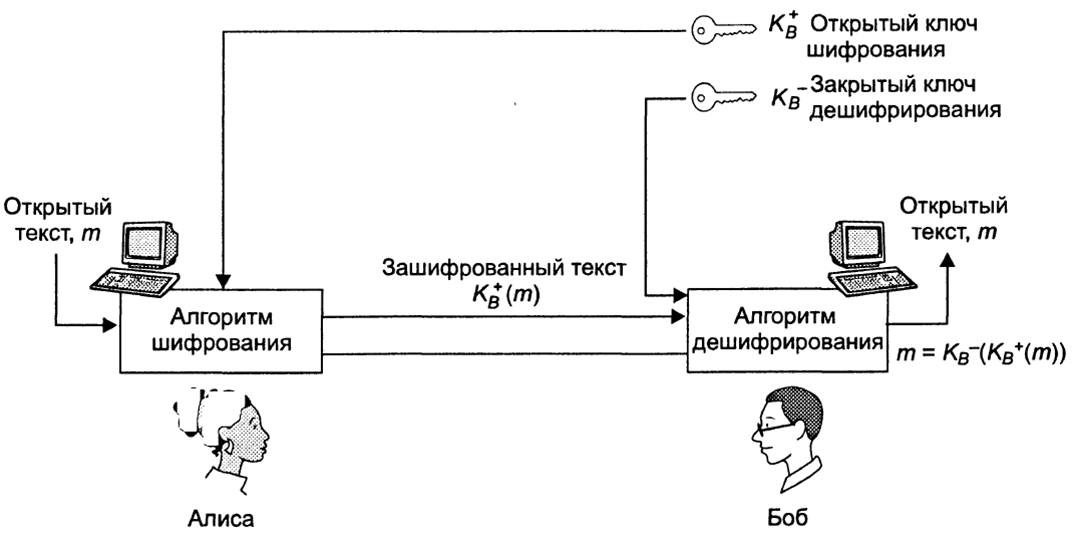 K_B^+ Открытый ключ
шифрования
K_B^- Закрытый ключ
дешифрирования
Открытый
текст, m
Открытый
текст, m
Зашифрованный текст
K_B^+(m)
Алгоритм
шифрования
Алгоритм
дешифрирования
m = K_B^-(K_B^+(m))
Алиса
Боб